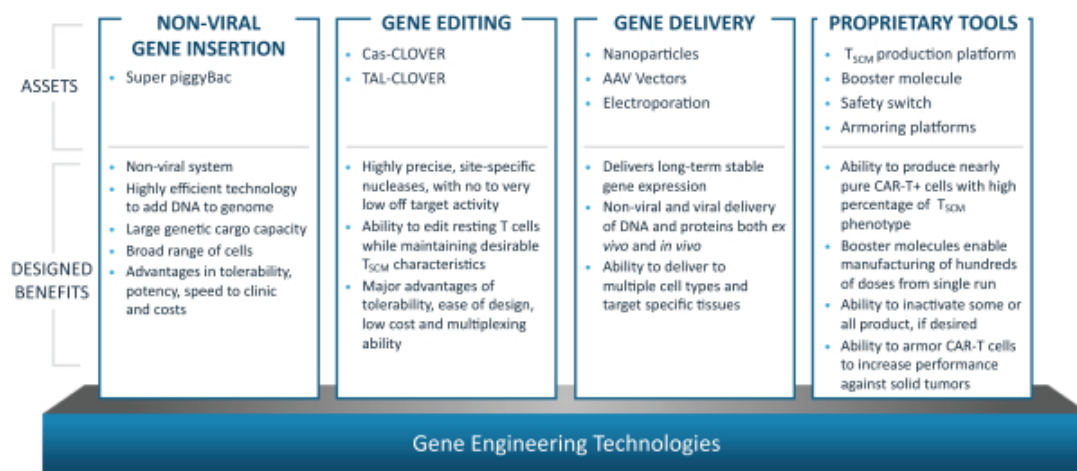 ASSETS
DESIGNED
BENEFITS
NON-VIRAL
GENE INSERTION
• Super piggyBac
• Non-viral system
• Highly efficient technology
to add DNA to genome
• Large genetic cargo capacity
• Broad range of cells
• Advantages in tolerability,
potency, speed to clinic
and costs
GENE EDITING
• Cas-CLOVER
• TAL-CLOVER
• Highly precise, site-specific
nucleases, with no to very
low off target activity
• Ability to edit resting T cells
while maintaining desirable
TSCM characteristics
• Major advantages of
tolerability, ease of design,
low cost and multiplexing
ability
GENE DELIVERY
• Nanoparticles
• AAV Vectors
• Electroporation
• Delivers long-term stable
gene expression
• Non-viral and viral delivery
of DNA and proteins both ex
vivo and in vivo
• Ability to deliver to
multiple cell types and
target specific tissues
PROPRIETARY TOOLS
• TSCM production platform
• Booster molecule
• Safety switch
• Armoring platforms
• Ability to produce nearly
pure CAR-T+ cells with high
percentage of TSCM
phenotype
• Booster molecules enable
manufacturing of hundreds
of doses from single run
• Ability to inactivate some or
all product, if desired
• Ability to armor CAR-T cells
to increase performance
against solid tumors
Gene Engineering Technologies